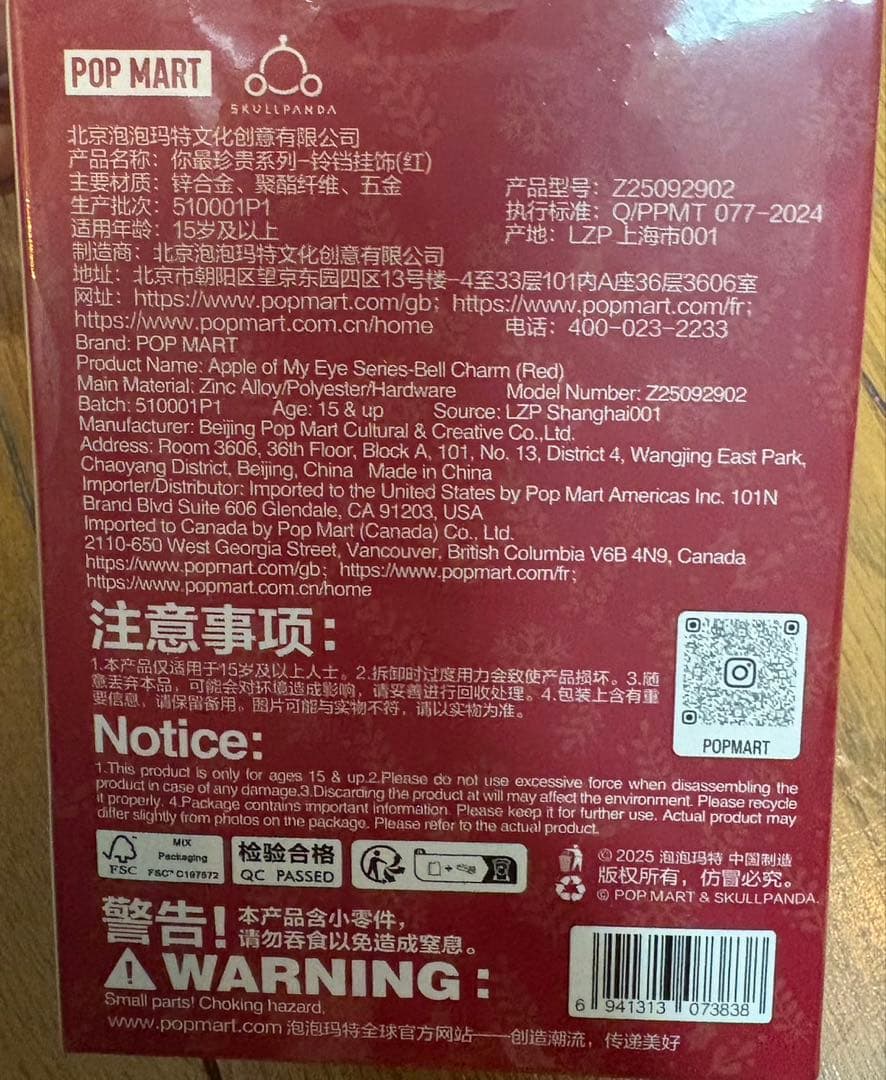 POP MART
SKULLPANDA
北京泡泡玛特文化创意有限公司
产品名称：你最珍贵系列-铃铛挂饰(红)
主要材质：锌合金、聚酯纤维、五金
产品型号：Z25092902
生产批次：510001P1
执行标准：Q/PPMT 077-2024
适用年龄：15岁及以上
产地：LZP 上海市001
制造商：北京泡泡玛特文化创意有限公司
地址：北京市朝阳区望京东园四区13号楼-4至33层101内A座36层3606室
网址：https://www.popmart.com/gb；https://www.popmart.com/fr；
https://www.popmart.com.cn/home 电话：400-023-2233
Brand: POP MART
Product Name: Apple of My Eye Series-Bell Charm (Red)
Main Material: Zinc Alloy/Polyester/Hardware Model Number: Z25092902
Batch: 510001P1 Age: 15 & up Source: LZP Shanghai001
Manufacturer: Beijing Pop Mart Cultural & Creative Co.,Ltd.
Address: Room 3606, 36th Floor, Block A, 101, No. 13, District 4, Wangjing East Park,
Chaoyang District, Beijing, China Made in China
Importer/Distributor: Imported to the United States by Pop Mart Americas Inc. 101N
Brand Blvd Suite 606 Glendale, CA 91203, USA
Imported to Canada by Pop Mart (Canada) Co., Ltd.
2110-650 West Georgia Street, Vancouver, British Columbia V6B 4N9, Canada
https://www.popmart.com/gb；https://www.popmart.com/fr；
https://www.popmart.com.cn/home
注意事项：
1.本产品仅适用于15岁及以上人士。2.拆卸时过度用力会致使产品损坏。3.随
意丢弃本品，可能会对环境造成影响，请妥善进行回收处理。4.包装上含有重
要信息，请保留备用。图片可能与实物不符，请以实物为准。
POPMART
Notice:
1.This product is only for ages 15 & up.2.Please do not use excessive force when disassembling the
product in case of any damage.3.Discarding the product at will may affect the environment. Please recycle
it properly. 4.Package contains important information. Please keep it for further use. Actual product may
differ slightly from photos on the package. Please refer to the actual product.
FSC
MIX
Packaging
FSC™ C197572
检验合格
QC PASSED
© 2025 泡泡玛特 中国制造
版权所有，仿冒必究。
© POP MART & SKULLPANDA.
警告！本产品含小零件，
请勿吞食以免造成窒息。
WARNING：
Small parts! Choking hazard.
6 941313 073838
www.popmart.com 泡泡玛特全球官方网站——创造潮流，传递美好